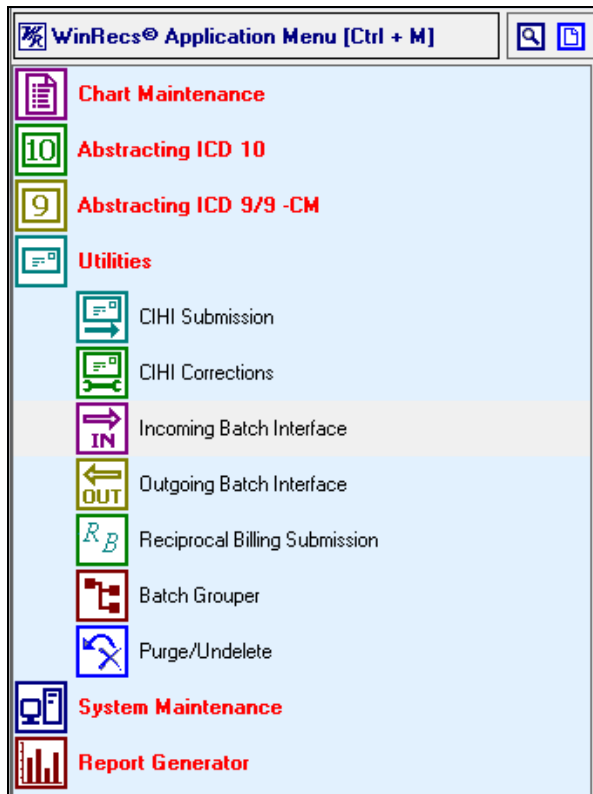 WR WinRecs© Application Menu [Ctrl + M]
Chart Maintenance
10 Abstracting ICD 10
9 Abstracting ICD 9/9 -CM
Utilities
CIHI Submission
CIHI Corrections
IN Incoming Batch Interface
OUT Outgoing Batch Interface
RB Reciprocal Billing Submission
Batch Grouper
Purge/Undelete
System Maintenance
Report Generator